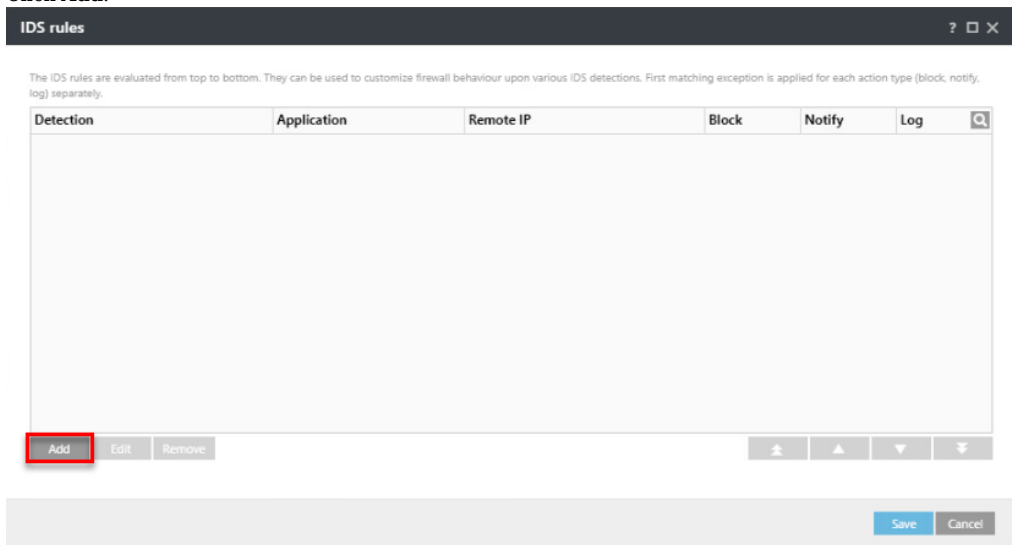 Click Add.
IDS rules
The IDS rules are evaluated from top to bottom. They can be used to customize firewall behaviour upon various IDS detections. First matching exception is applied for each action type (block, notify,
log) separately.
Detection Application Remote IP Block Notify Log
Add Edit Remove
Save Cancel